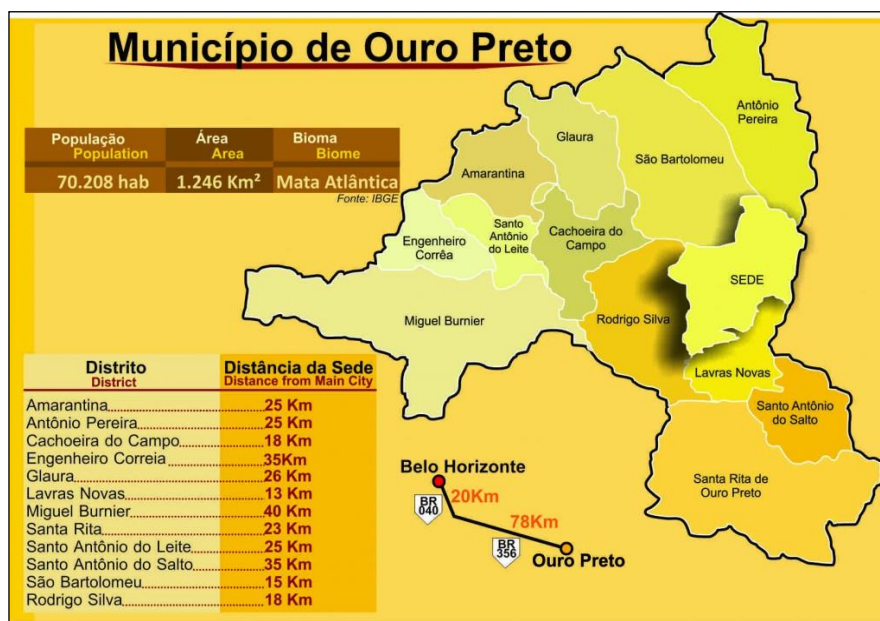 Município de Ouro Preto
População
Population
Área
Area
Bioma
Biome
70.208 hab
1.246 Km²
Mata Atlântica
Fonte: IBGE
Antônio
Pereira
Glaura
São Bartolomeu
Amarantina
Santo
Antônio
do Leite
Cachoeira do
Campo
Engenheiro
Corrêa
SEDE
Miguel Burnier
Rodrigo Silva
Lavras Novas
Santo Antônio
do Salto
Santa Rita de
Ouro Preto
Distrito
District
Distância da Sede
Distance from Main City
Amarantina 25 Km
Antônio Pereira 25 Km
Cachoeira do Campo 18 Km
Engenheiro Correia 35Km
Glaura 26 Km
Lavras Novas 13 Km
Miguel Burnier 40 Km
Santa Rita 23 Km
Santo Antônio do Leite 25 Km
Santo Antônio do Salto 35 Km
São Bartolomeu 15 Km
Rodrigo Silva 18 Km
Belo Horizonte
BR
040
20Km
78Km
BR
356
Ouro Preto